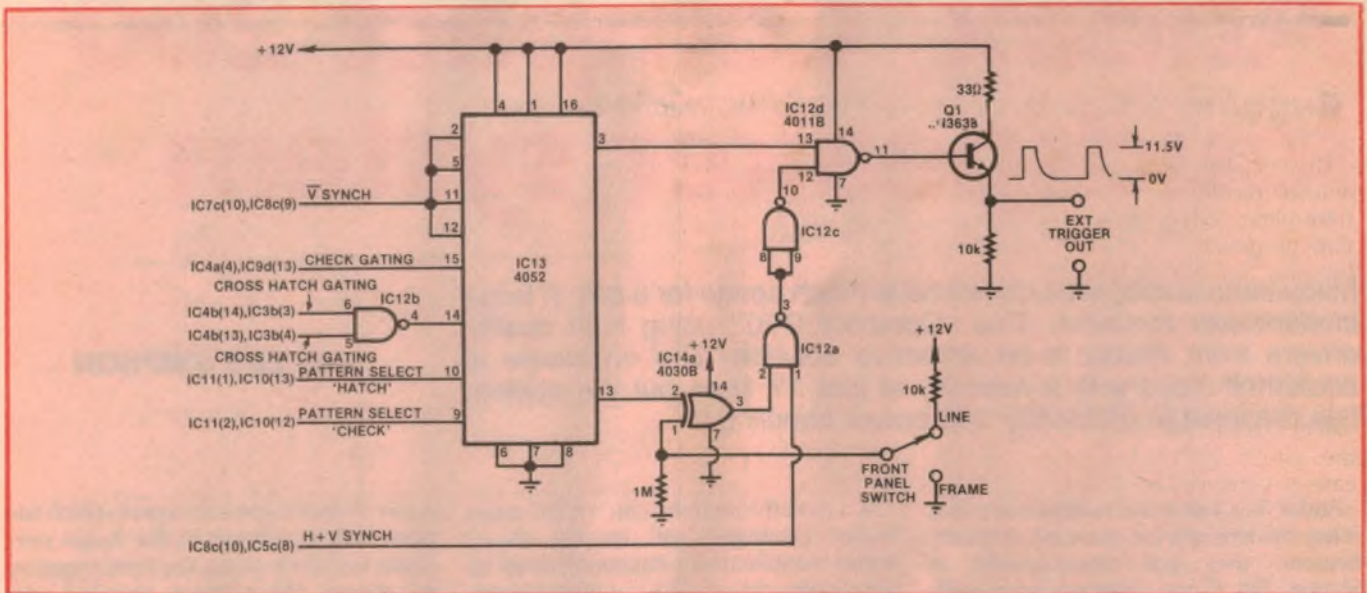 +12V
4
1
16
2
5
11
12
15
14
10
9
3
13
6
7
8
IC13
4052
V SYNCH
IC7c(10),IC8c(9)
IC4a(4),IC9d(13) CHECK GATING
CROSS HATCH GATING
IC4b(14),IC3b(3)
IC4b(13),IC3b(4)
CROSS HATCH GATING
6
5
IC12b
4
IC11(1),IC10(13) PATTERN SELECT
'HATCH'
IC11(2),IC10(12) PATTERN SELECT
'CHECK'
IC8c(10),IC5c(8) H+V SYNCH
IC12d
4011B
14
13
12
7
11
10
IC12c
8
9
3
IC12a
2
1
IC14a
4030B
+12V
2
14
3
1
7
1M
33Ω
Q1
10k
11.5V
0V
EXT
TRIGGER
OUT
+12V
10k
LINE
FRONT
PANEL
SWITCH
FRAME